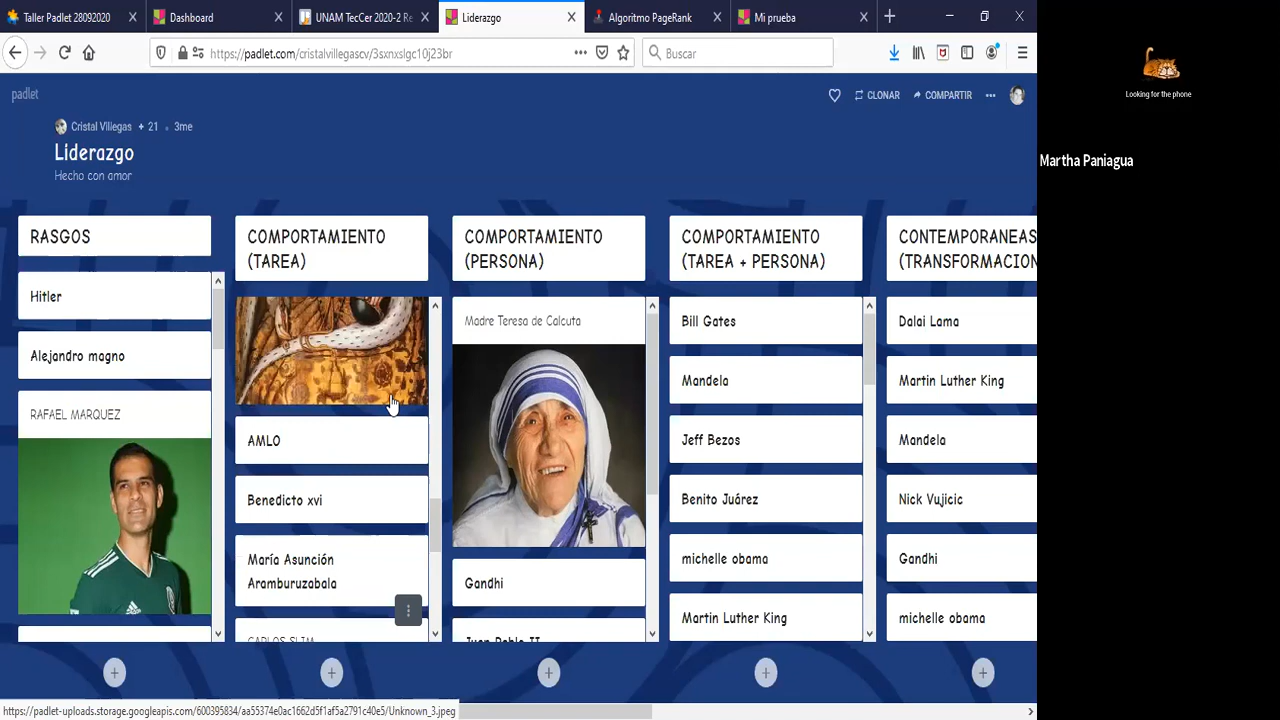 Taller Padlet 28092020
Dashboard
UNAM TecCer 2020-2 Re
Liderazgo
Algoritmo PageRank
Mi prueba
https://padlet.com/cristalvillegascv/3sxnxslgc10j23br
Buscar
padlet
CLONAR
COMPARTIR
Cristal Villegas + 21 • 3me
Liderazgo
Hecho con amor
RASGOS
Hitler
Alejandro magno
RAFAEL MARQUEZ
COMPORTAMIENTO
(TAREA)
AMLO
Benedicto xvi
María Asunción
Aramburuzabala
CARLOS SLIM
COMPORTAMIENTO
(PERSONA)
Madre Teresa de Calcuta
Gandhi
Juan Pablo II
COMPORTAMIENTO
(TAREA + PERSONA)
Bill Gates
Mandela
Jeff Bezos
Benito Juárez
michelle obama
Martin Luther King
CONTEMPORANEAS
(TRANSFORMACION
Dalai Lama
Martin Luther King
Mandela
Nick Vujicic
Gandhi
michelle obama
https://padlet-uploads.storage.googleapis.com/600395834/aa55374e0ac1662d5f1af5a2791c40e5/Unknown_3.jpeg
Looking for the phone
Martha Paniagua